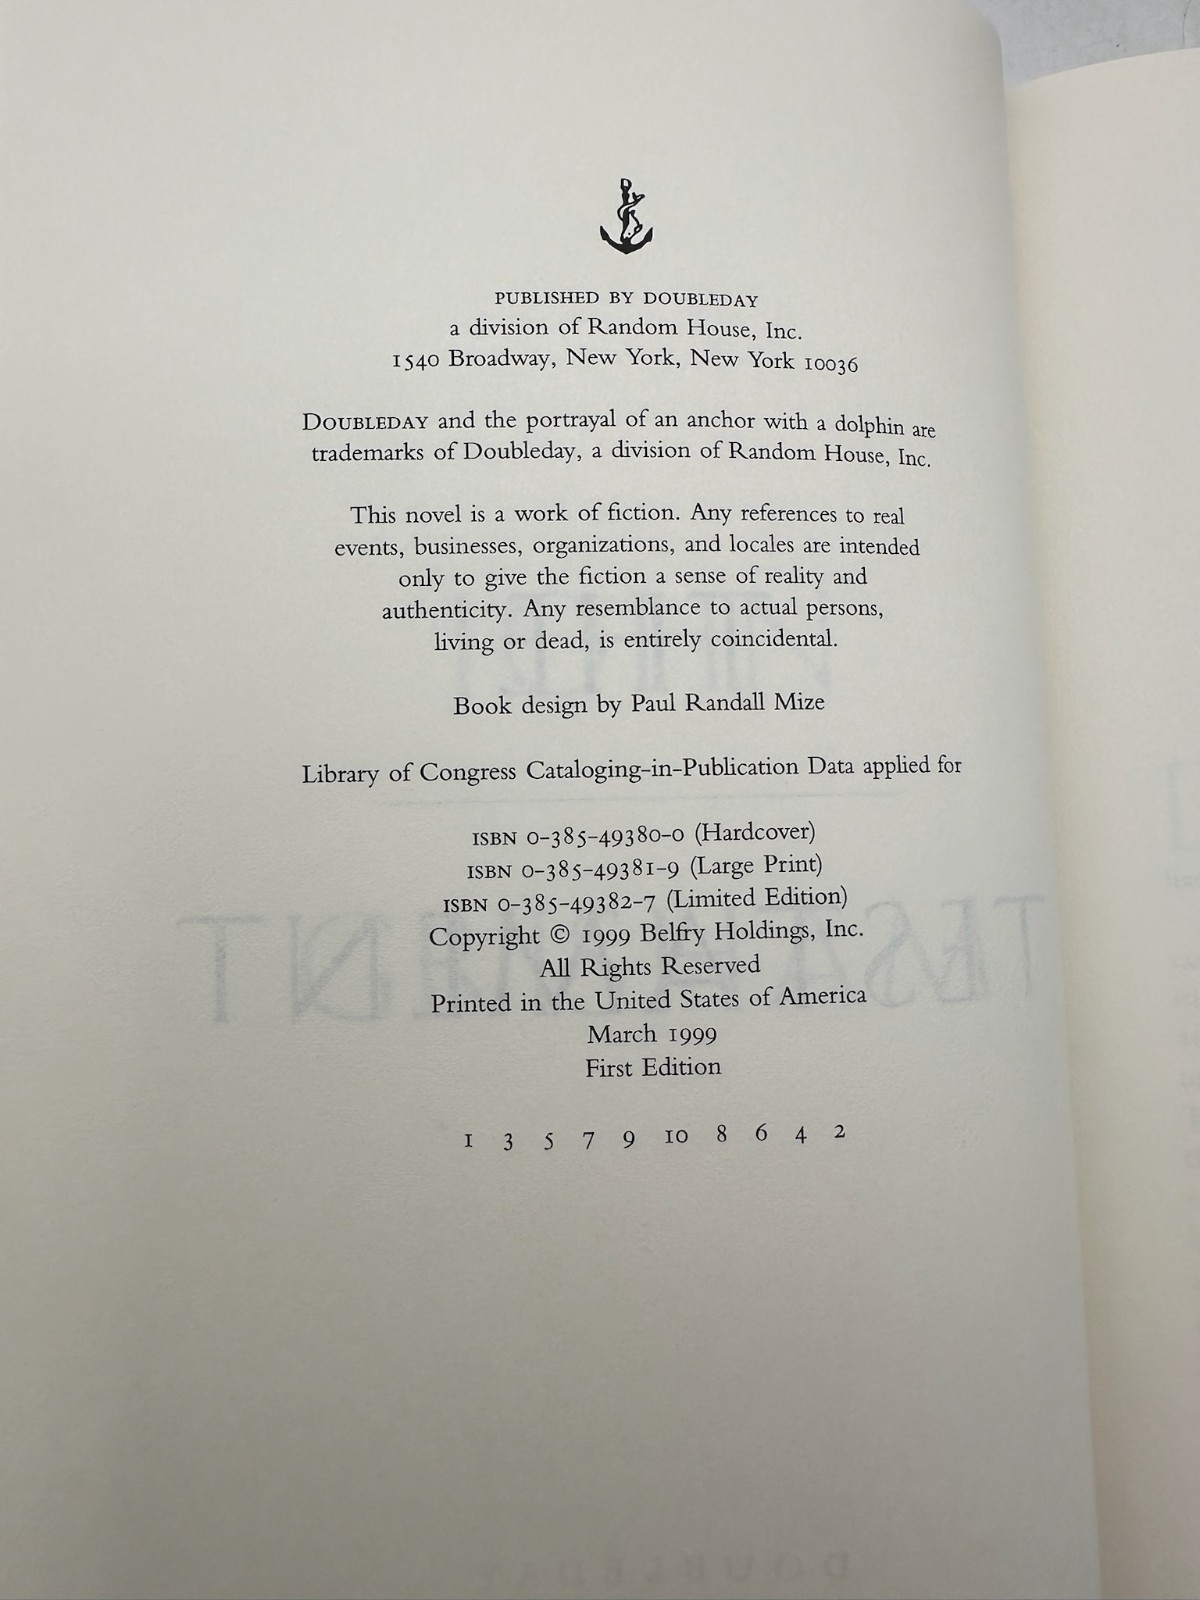 PUBLISHED BY DOUBLEDAY
a division of Random House, Inc.
1540 Broadway, New York, New York 10036
DOUBLEDAY and the portrayal of an anchor with a dolphin are
trademarks of Doubleday, a division of Random House, Inc.
This novel is a work of fiction. Any references to real
events, businesses, organizations, and locales are intended
only to give the fiction a sense of reality and
authenticity. Any resemblance to actual persons,
living or dead, is entirely coincidental.
Book design by Paul Randall Mize
Library of Congress Cataloging-in-Publication Data applied for
ISBN 0-385-49380-0 (Hardcover)
ISBN 0-385-49381-9 (Large Print)
ISBN 0-385-49382-7 (Limited Edition)
Copyright © 1999 Belfry Holdings, Inc.
All Rights Reserved
Printed in the United States of America
March 1999
First Edition
1 3 5 7 9 10 8 6 4 2
TESTAMENT
DOUBLEDAY